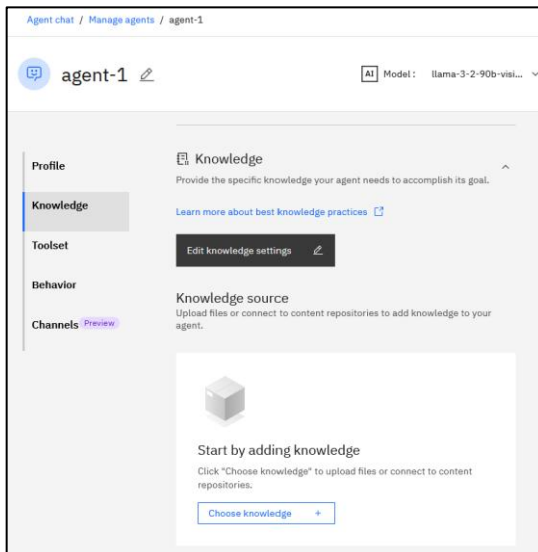 Agent chat / Manage agents / agent-1
agent-1
AI Model : llama-3-2-90b-visi...
Profile
Knowledge
Toolset
Behavior
Channels Preview
Knowledge
Provide the specific knowledge your agent needs to accomplish its goal.
Learn more about best knowledge practices
Edit knowledge settings
Knowledge source
Upload files or connect to content repositories to add knowledge to your
agent.
Start by adding knowledge
Click "Choose knowledge" to upload files or connect to content
repositories.
Choose knowledge +